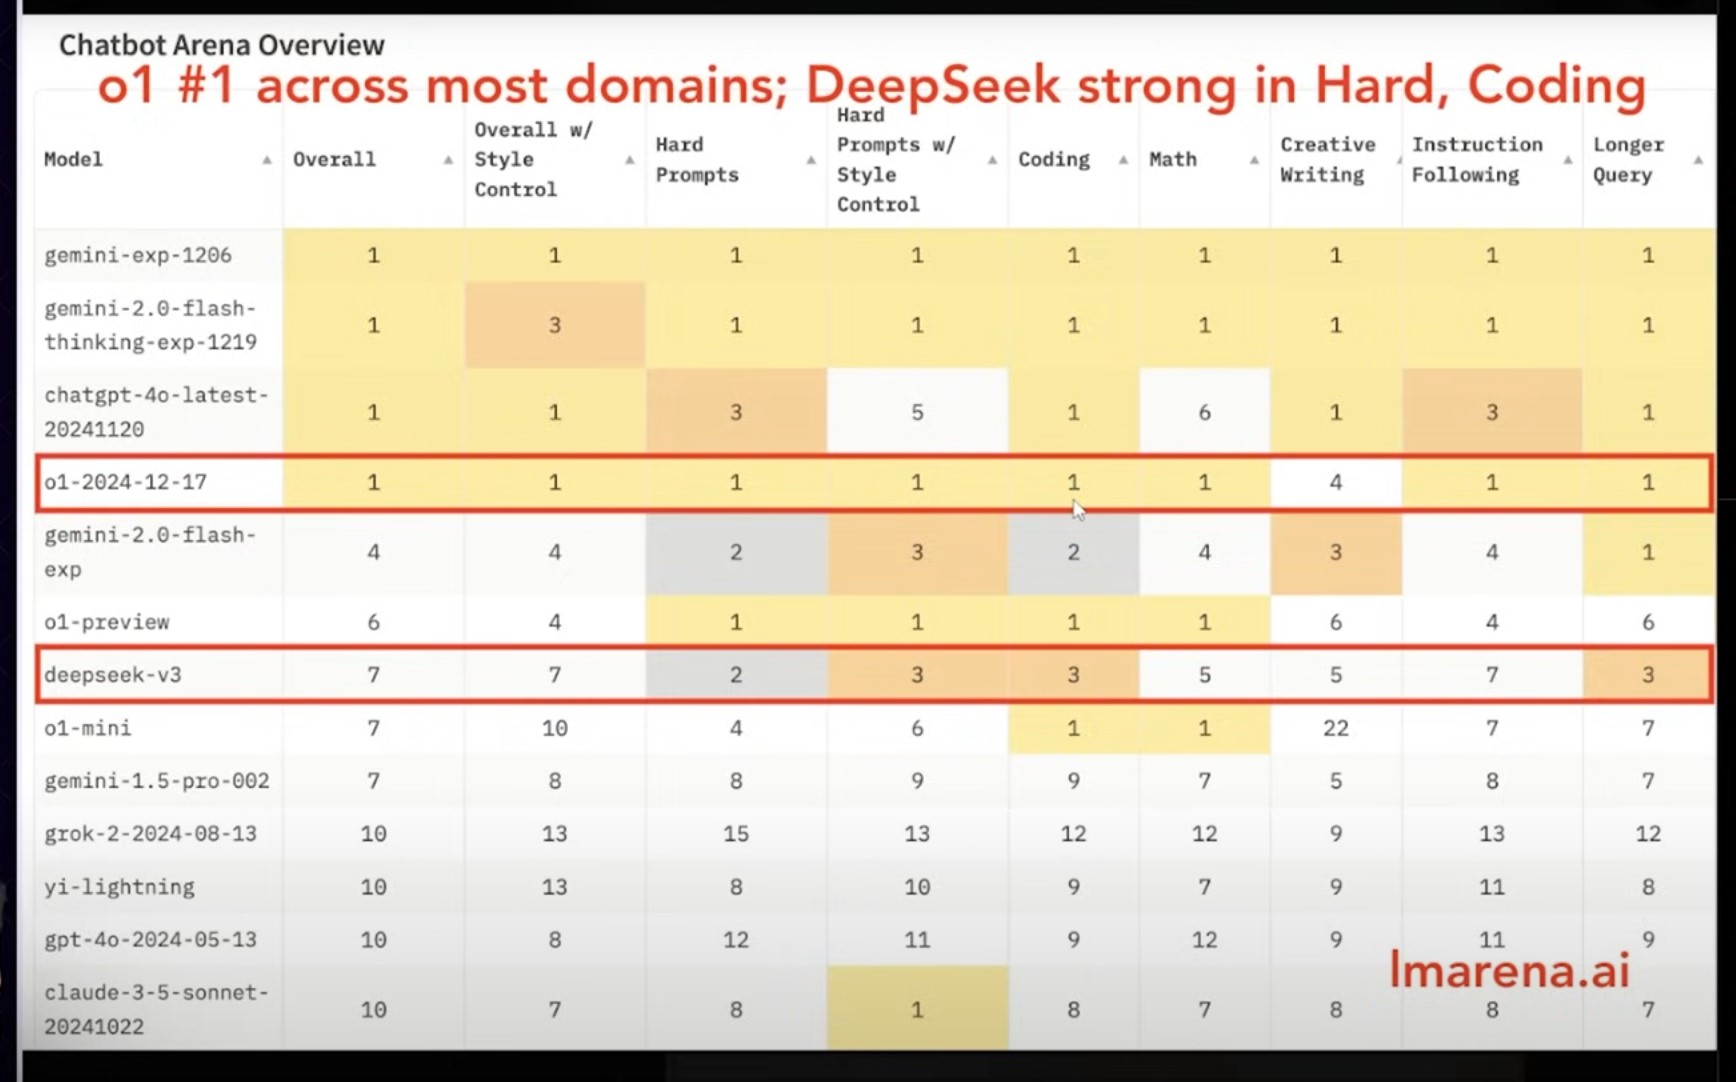 Chatbot Arena Overview
o1 #1 across most domains; DeepSeek strong in Hard, Coding
Model Overall Overall w/ Style Control Hard Prompts Hard Prompts w/ Style Control Coding Math Creative Writing Instruction Following Longer Query
gemini-exp-1206 1 1 1 1 1 1 1 1 1
gemini-2.0-flash-thinking-exp-1219 1 3 1 1 1 1 1 1 1
chatgpt-4o-latest-20241120 1 1 3 5 1 6 1 3 1
o1-2024-12-17 1 1 1 1 1 1 4 1 1
gemini-2.0-flash-exp 4 4 2 3 2 4 3 4 1
o1-preview 6 4 1 1 1 1 6 4 6
deepseek-v3 7 7 2 3 3 5 5 7 3
o1-mini 7 10 4 6 1 1 22 7 7
gemini-1.5-pro-002 7 8 8 9 9 7 5 8 7
grok-2-2024-08-13 10 13 15 13 12 12 9 13 12
yi-lightning 10 13 8 10 9 7 9 11 8
gpt-4o-2024-05-13 10 8 12 11 9 12 9 11 9
lmarena.ai
claude-3-5-sonnet-20241022 10 7 8 1 8 7 8 8 7